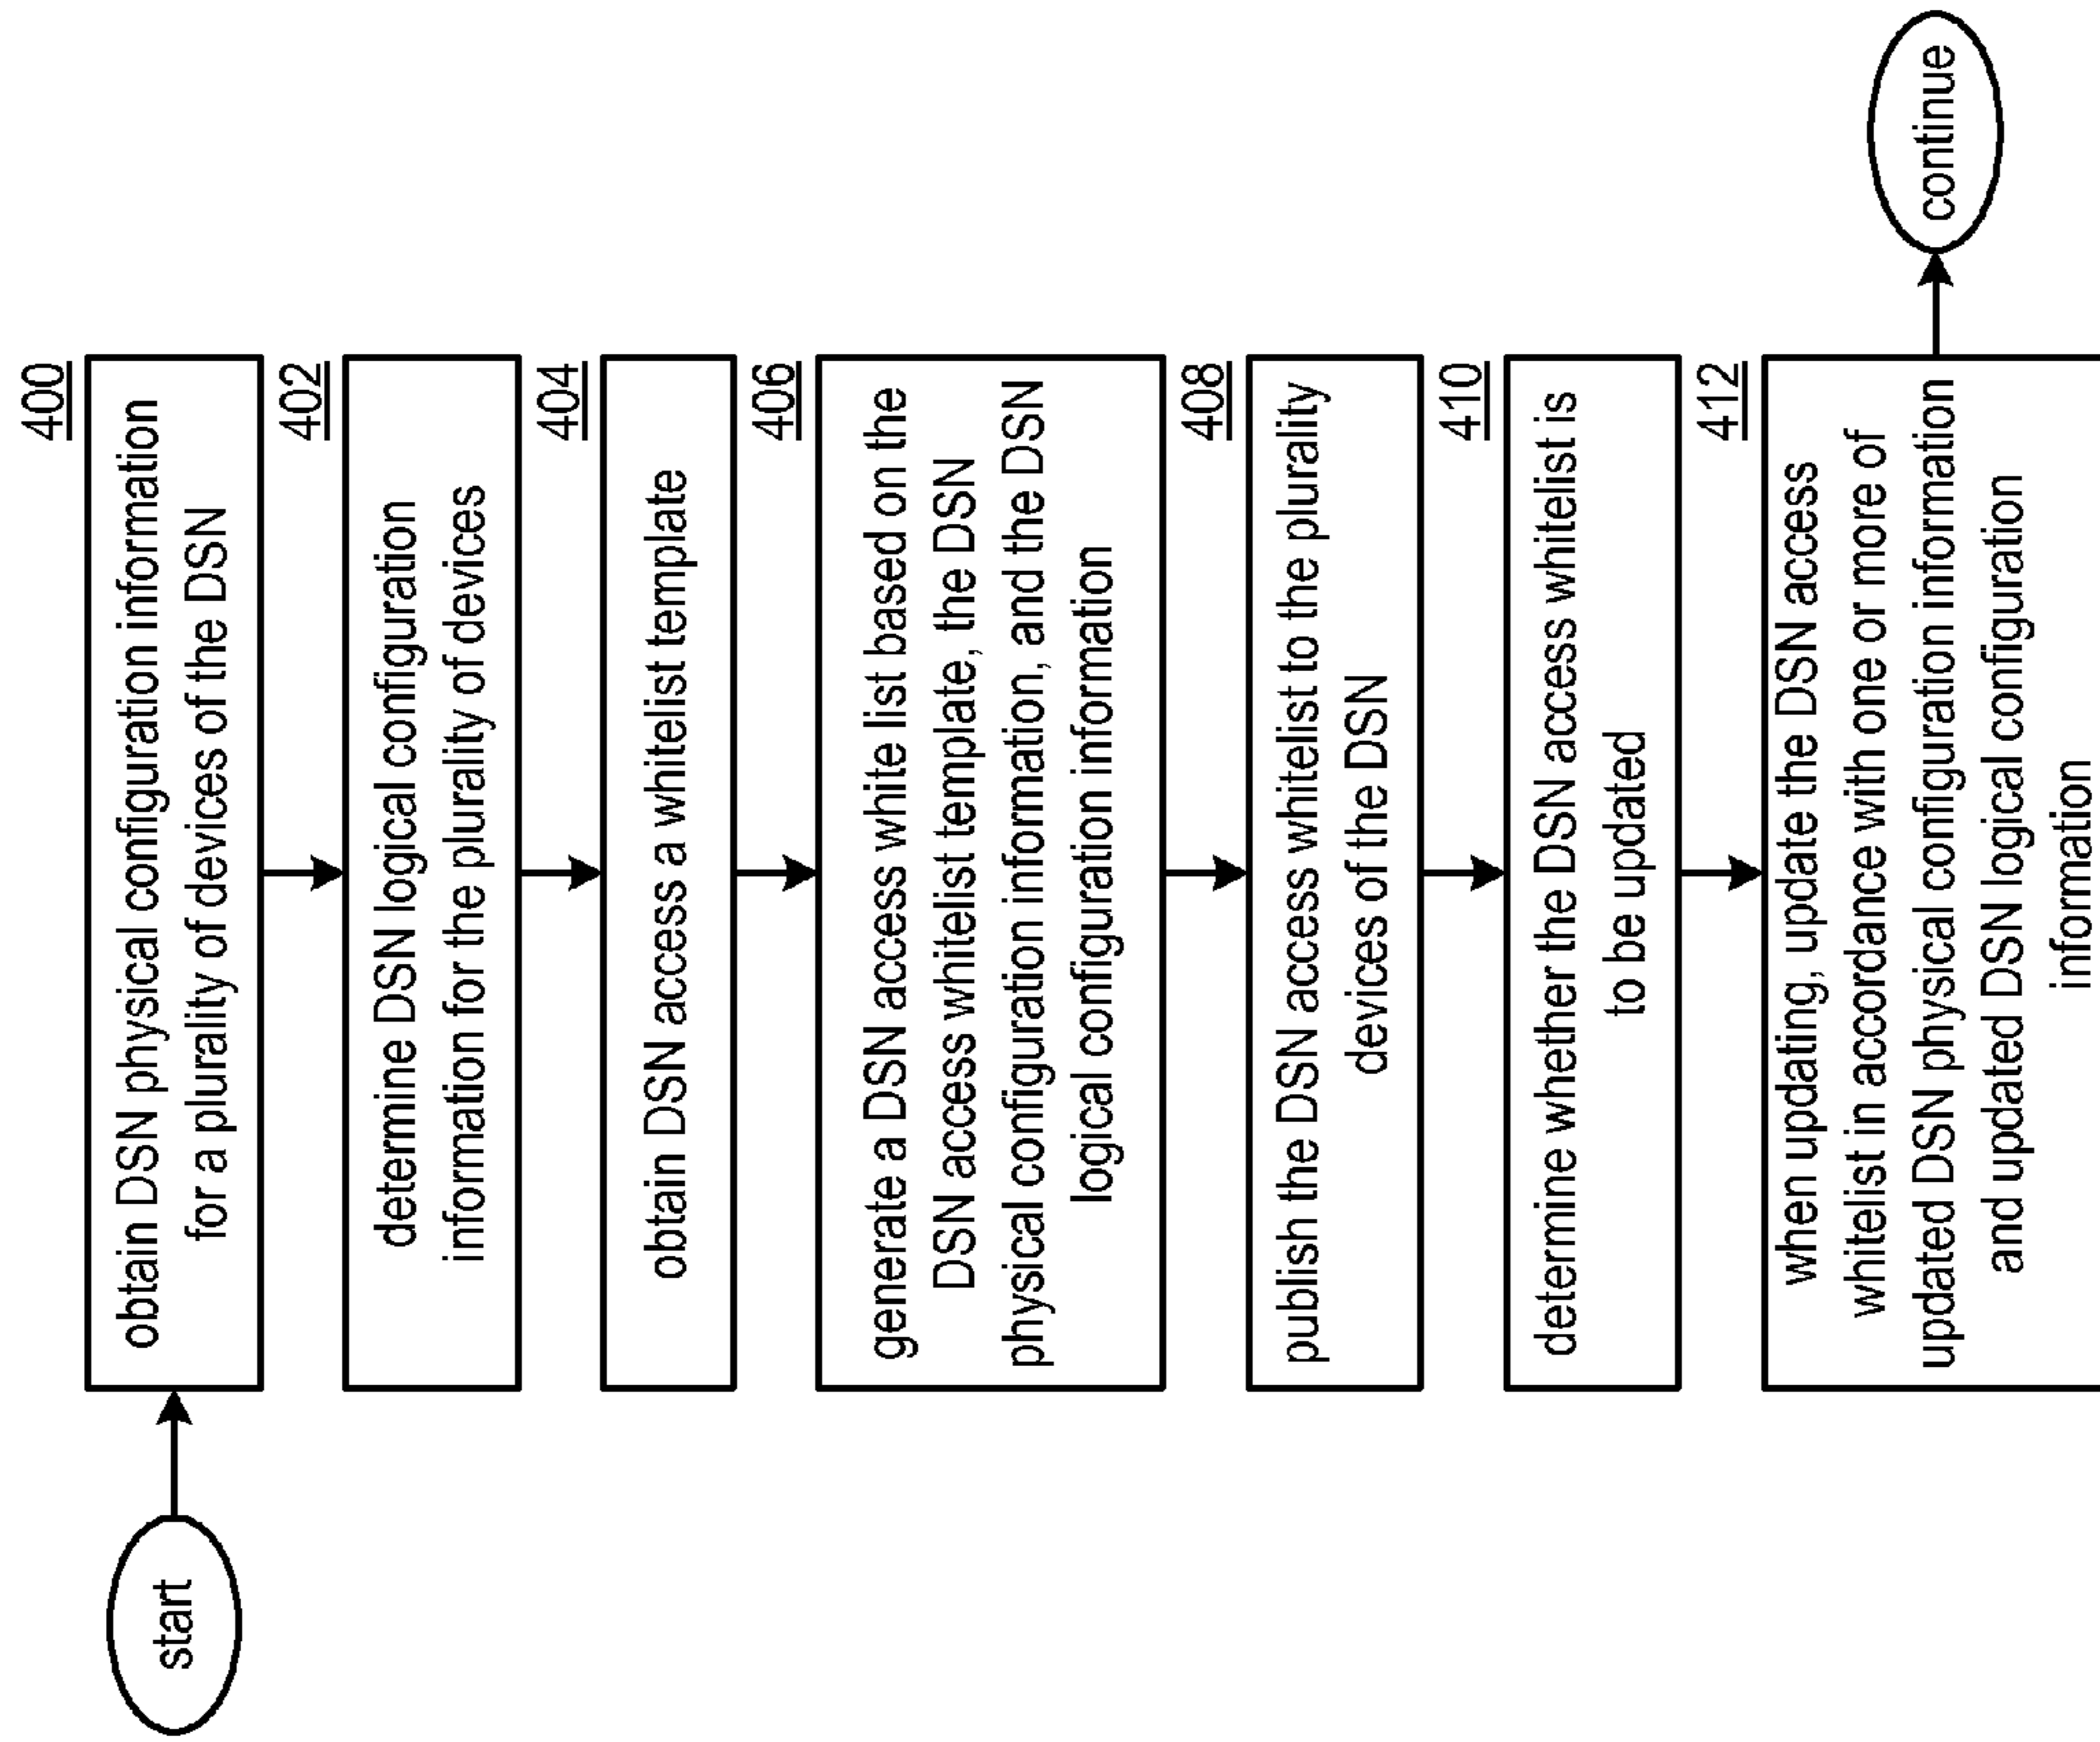 start
400
obtain DSN physical configuration information
for a plurality of devices of the DSN
402
determine DSN logical configuration
information for the plurality of devices
404
obtain DSN access a whitelist template
406
generate a DSN access white list based on the
DSN access whitelist template, the DSN
physical configuration information, and the DSN
logical configuration information
408
publish the DSN access whitelist to the plurality
devices of the DSN
410
determine whether the DSN access whitelist is
to be updated
412
when updating, update the DSN access
whitelist in accordance with one or more of
updated DSN physical configuration information
and updated DSN logical configuration
information
continue